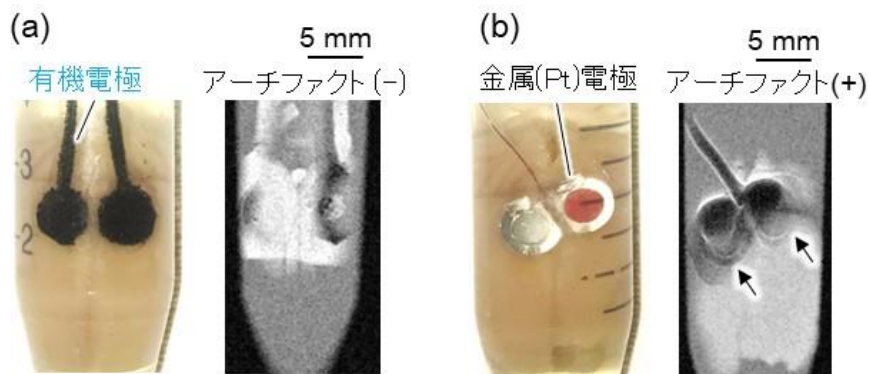 (a)
5 mm
有機電極
アーチファクト(-)
-3
-2
(b)
5 mm
金属(Pt)電極
アーチファクト(+)